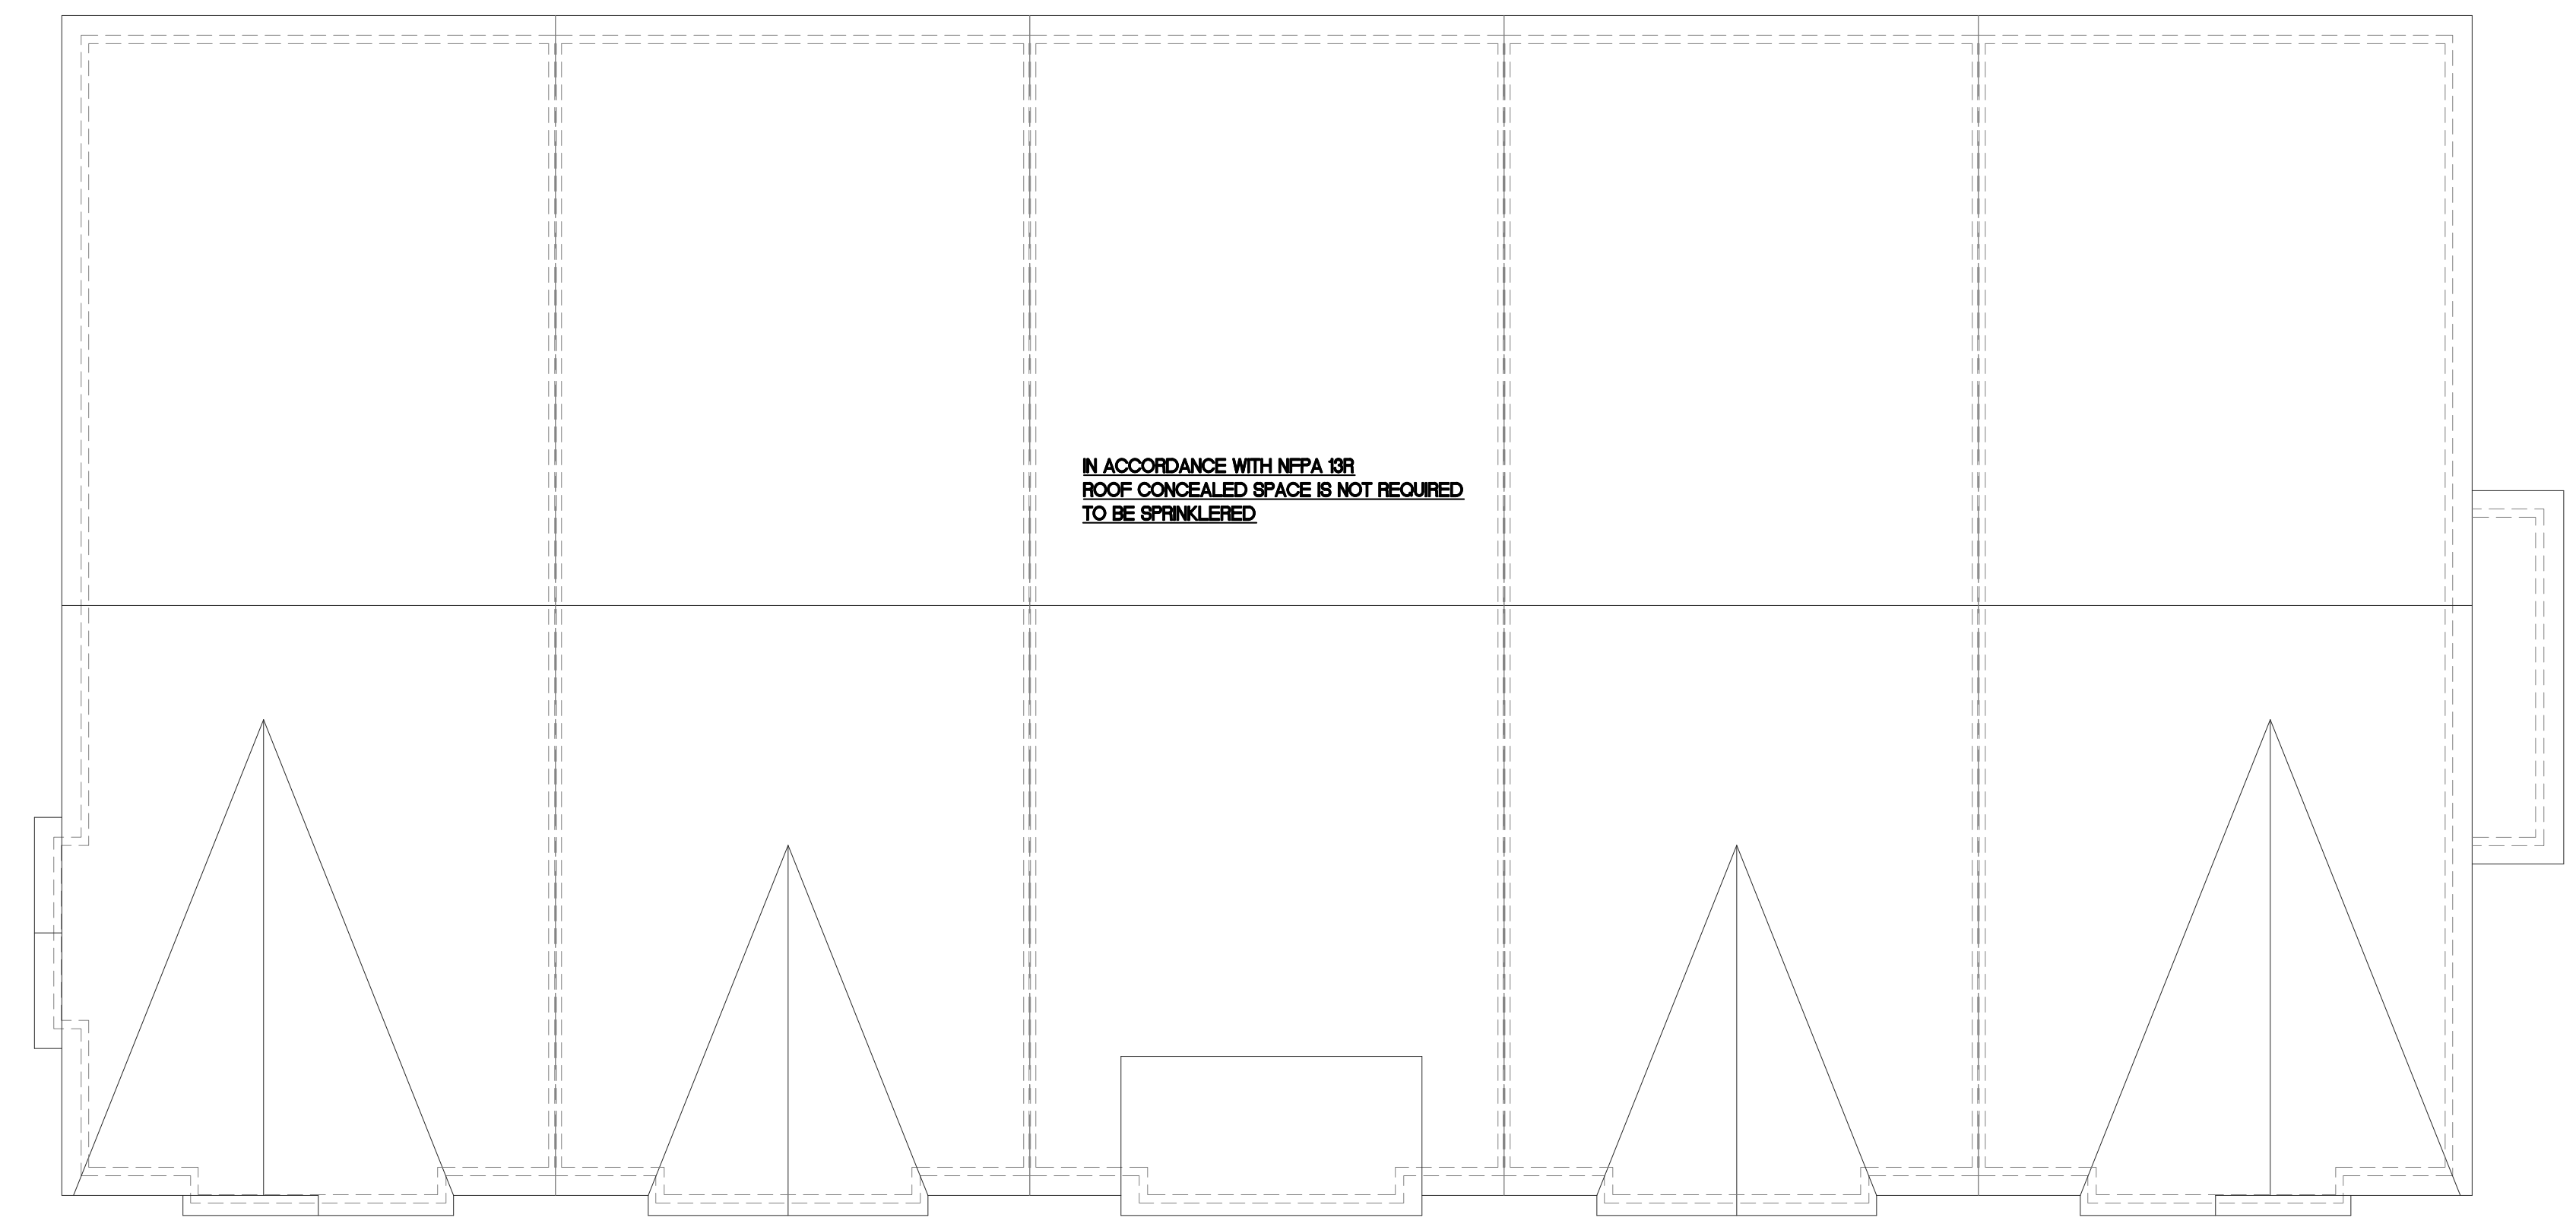 IN ACCORDANCE WITH NFPA 13R
ROOF CONCEALED SPACE IS NOT REQUIRED
TO BE SPRINKLERED